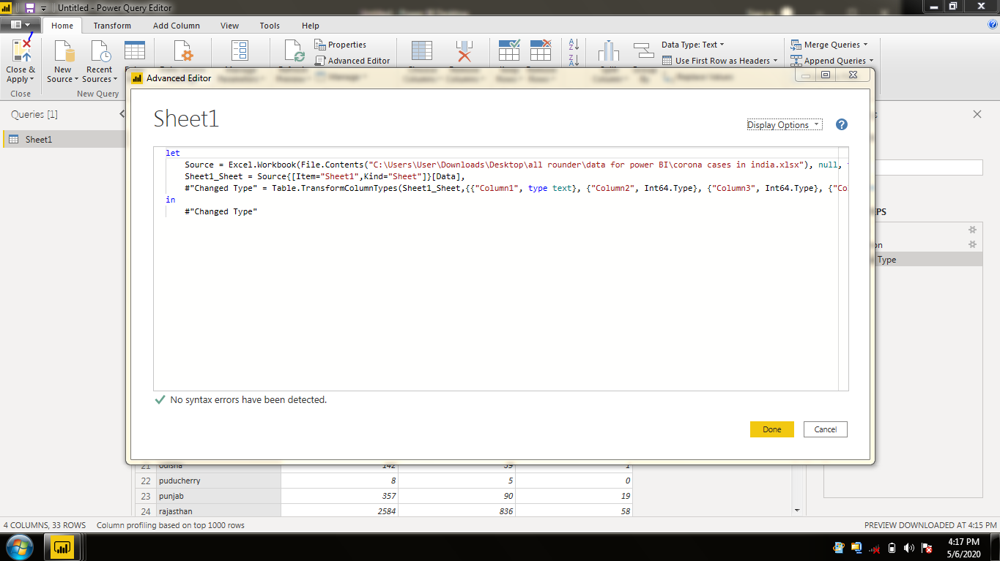 Untitled - Power Query Editor
Home Transform Add Column View Tools Help
Close & Apply
New Source
Recent Sources
Properties
Advanced Editor
Data Type: Text
Use First Row as Headers
Merge Queries
Append Queries
Close
New Query
Advanced Editor
Queries [1]
Sheet1
Sheet1
Display Options
let
Source = Excel.Workbook(File.Contents("C:\Users\User\Downloads\Desktop\all rounder\data for power BI\corona cases in india.xlsx"), null,
Sheet1_Sheet = Source{[Item="Sheet1",Kind="Sheet"]}[Data],
#"Changed Type" = Table.TransformColumnTypes(Sheet1_Sheet,{{"Column1", type text}, {"Column2", Int64.Type}, {"Column3", Int64.Type}, {"Co
in
#"Changed Type"
PS
on
Type
No syntax errors have been detected.
Done
Cancel
21 odisha 142 39 1
22 puducherry 8 5 0
23 punjab 357 90 19
24 rajasthan 2584 836 58
4 COLUMNS, 33 ROWS Column profiling based on top 1000 rows
PREVIEW DOWNLOADED AT 4:15 PM
4:17 PM
5/6/2020